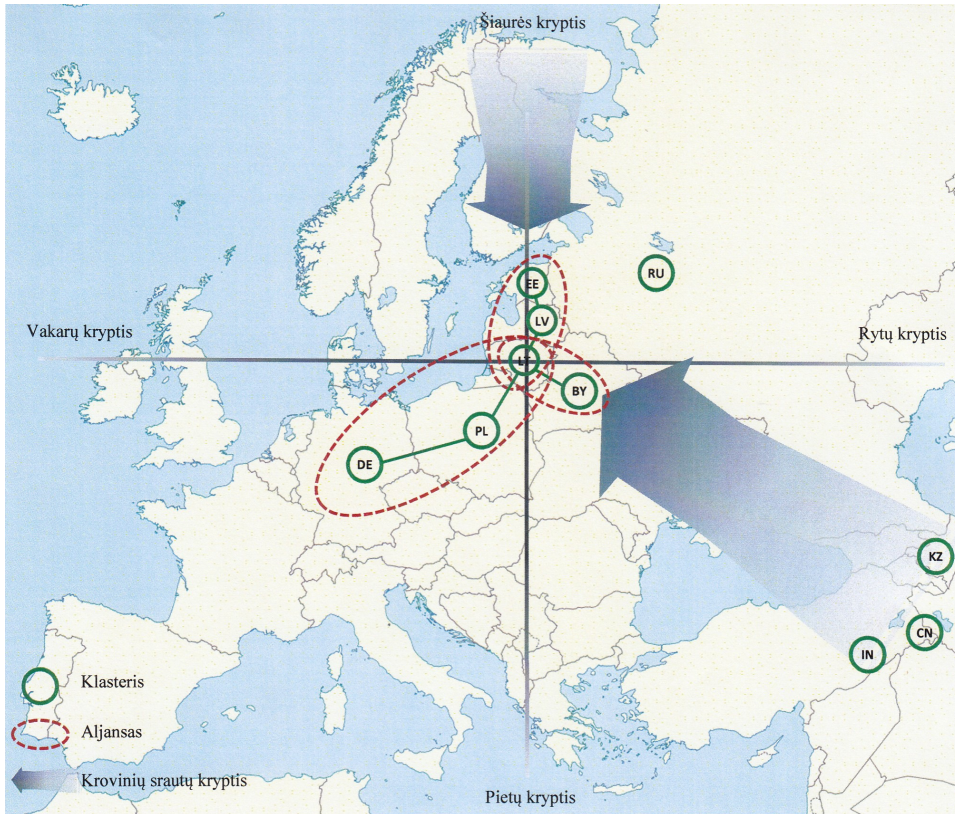 Šiaurės kryptis
RU
EE
LV
Vakarų kryptis
Rytų kryptis
LT
BY
PL
DE
KZ
CN
IN
Klasteris
Aljansas
Krovinių srautų kryptis
Pietų kryptis